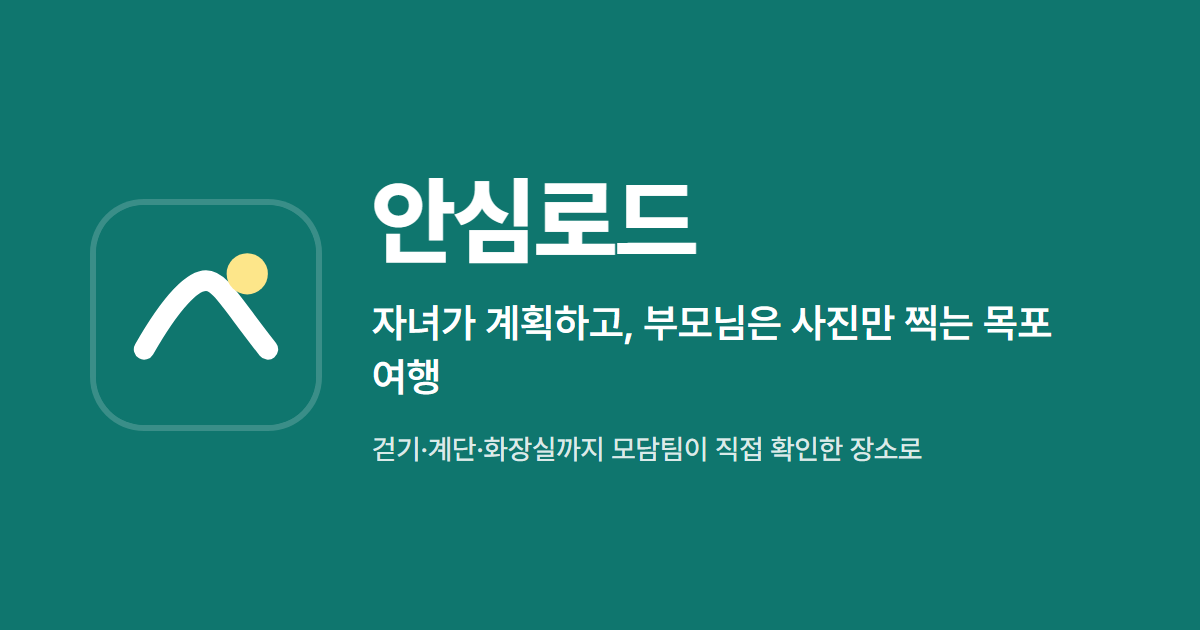 안심로드
자녀가 계획하고, 부모님은 사진만 찍는 목포
여행
걷기·계단·화장실까지 모담팀이 직접 확인한 장소로